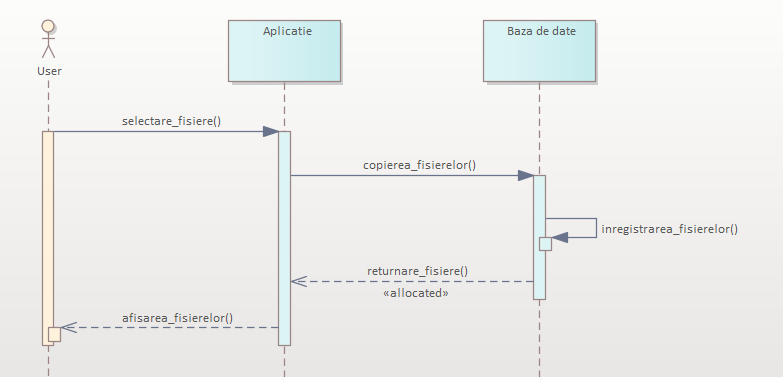 Aplicatie
Baza de date
User
selectare_fisiere()
copierea_fisierelor()
inregistrarea_fisierelor()
returnare_fisiere()
«allocated»
afisarea_fisierelor()